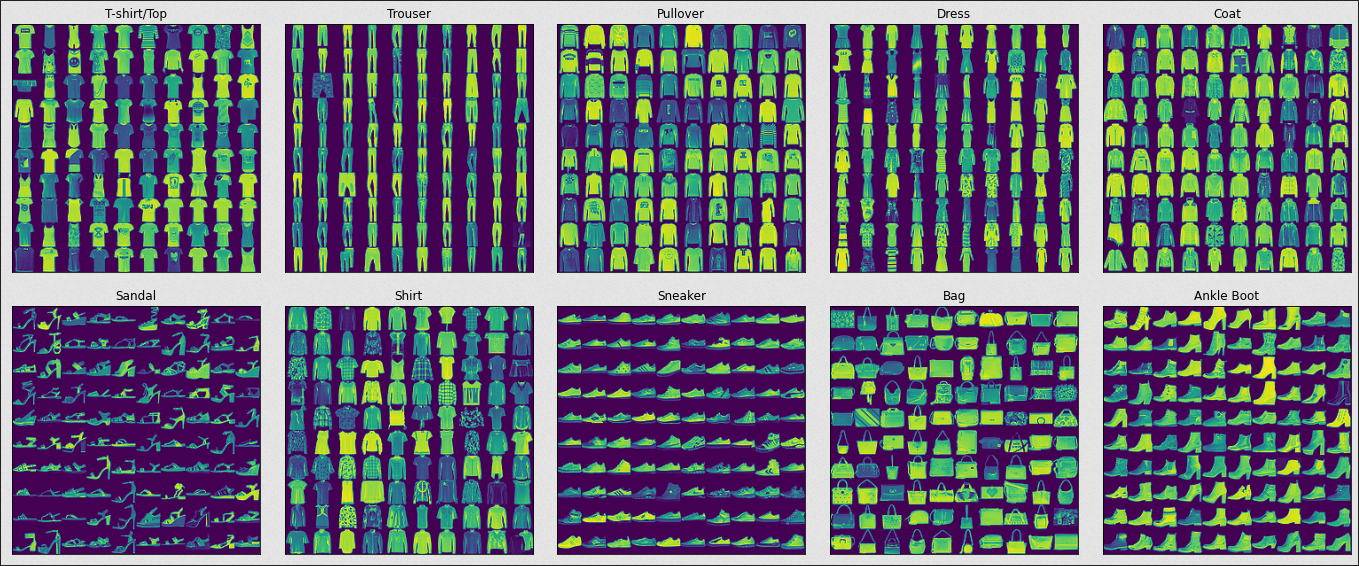 T-shirt/Top
Trouser
Pullover
Dress
Coat
Sandal
Shirt
Sneaker
Bag
Ankle Boot